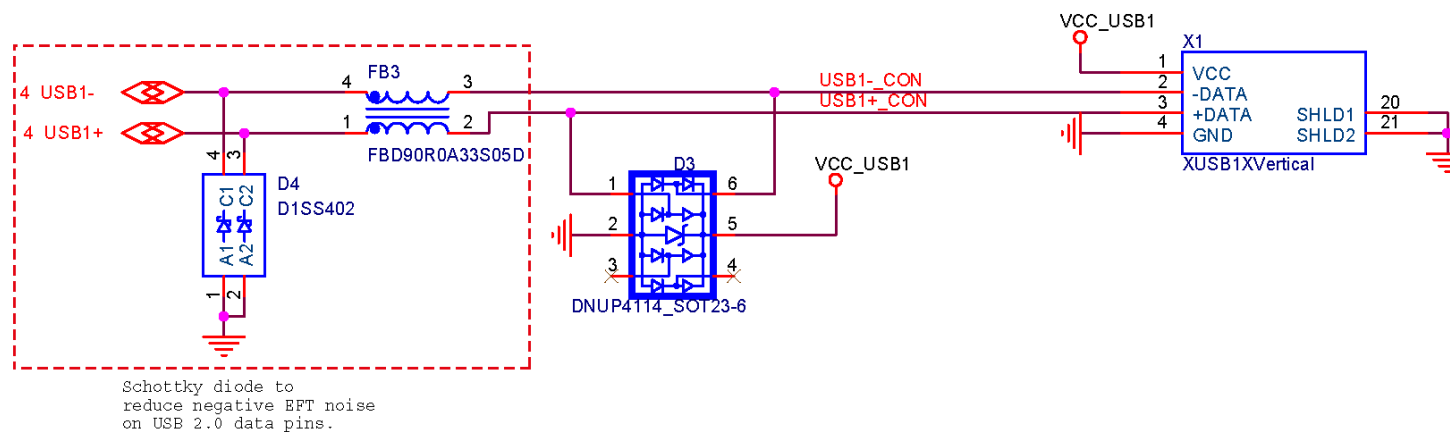 VCC_USB1
X1
FB3
4 USB1-
4
3
USB1-_CON
1
VCC
2
-DATA
4 USB1+
1
2
USB1+_CON
3
+DATA
SHLD1
20
4
GND
SHLD2
21
FBD90R0A33S05D
XUSB1XVertical
4
3
D3
VCC_USB1
D4
D1SS402
C1
C2
A1
A2
1
6
2
5
3
4
1
2
DNUP4114_SOT23-6
Schottky diode to
reduce negative EFT noise
on USB 2.0 data pins.